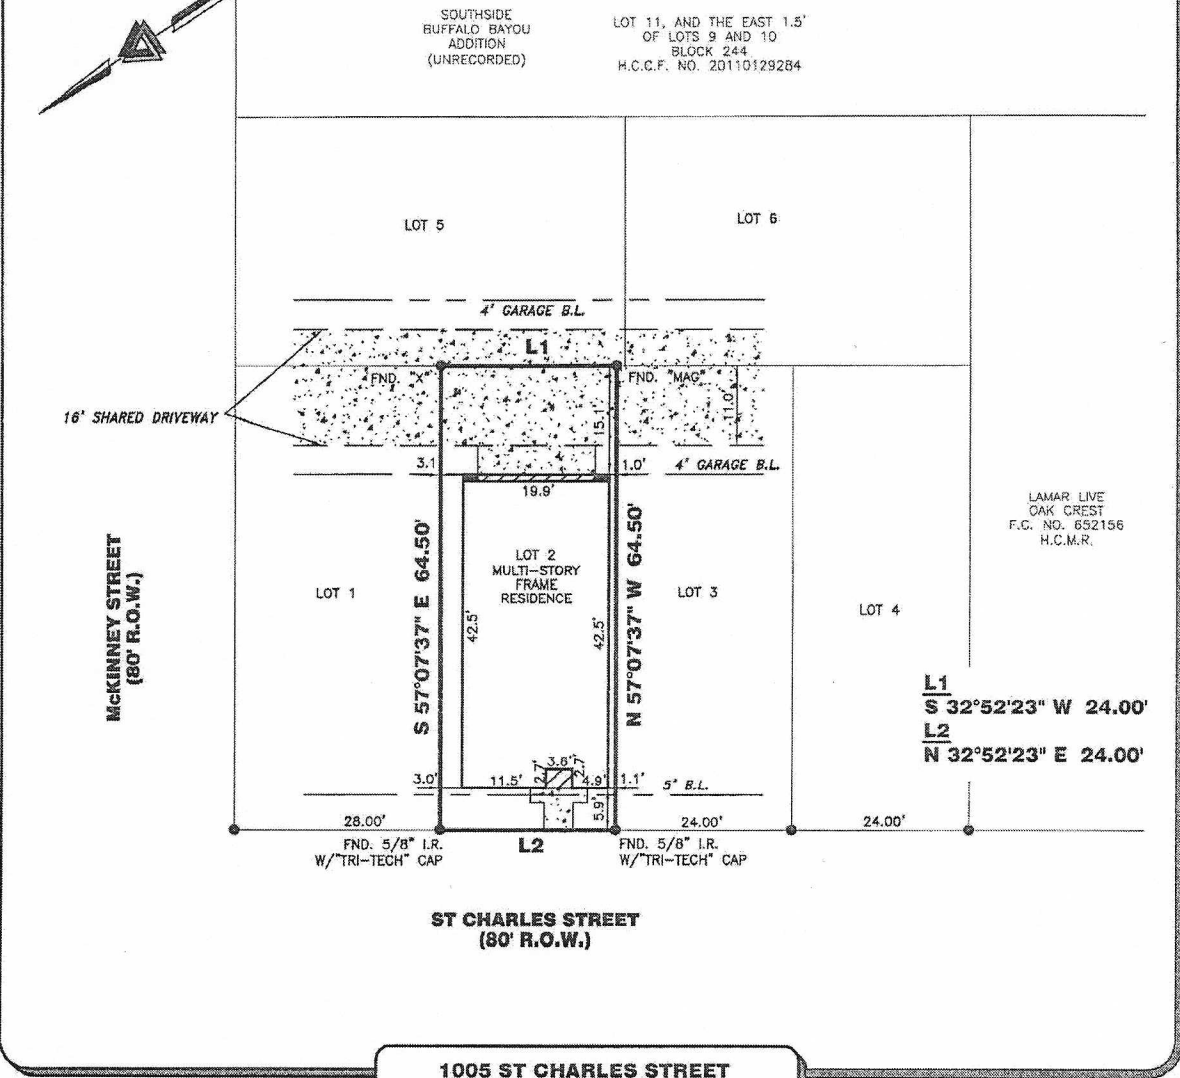 SOUTHSIDE
BUFFALO BAYOU
ADDITION
(UNRECORDED)
LOT 11, AND THE EAST 1.5'
OF LOTS 9 AND 10
BLOCK 244
H.C.C.F. NO. 20110129284
LOT 5
LOT 6
4' GARAGE B.L.
L1
FND. "X"
FND. "MAG"
16' SHARED DRIVEWAY
15.1'
11.0'
3.1
1.0'
4' GARAGE B.L.
19.9'
LAMAR LIVE
OAK CREST
F.C. NO. 652156
H.C.M.R.
McKINNEY STREET
(80' R.O.W.)
LOT 1
S 57°07'37" E 64.50'
42.5'
LOT 2
MULTI-STORY
FRAME
RESIDENCE
42.5'
N 57°07'37" W 64.50'
LOT 3
LOT 4
L1
S 32°52'23" W 24.00'
L2
N 32°52'23" E 24.00'
3.0'
11.5'
2.7'
3.6'
2.7'
4.9'
1.1'
5' B.L.
5.9'
28.00'
24.00'
24.00'
FND. 5/8" I.R.
W/"TRI-TECH" CAP
L2
FND. 5/8" I.R.
W/"TRI-TECH" CAP
ST CHARLES STREET
(80' R.O.W.)
1005 ST CHARLES STREET